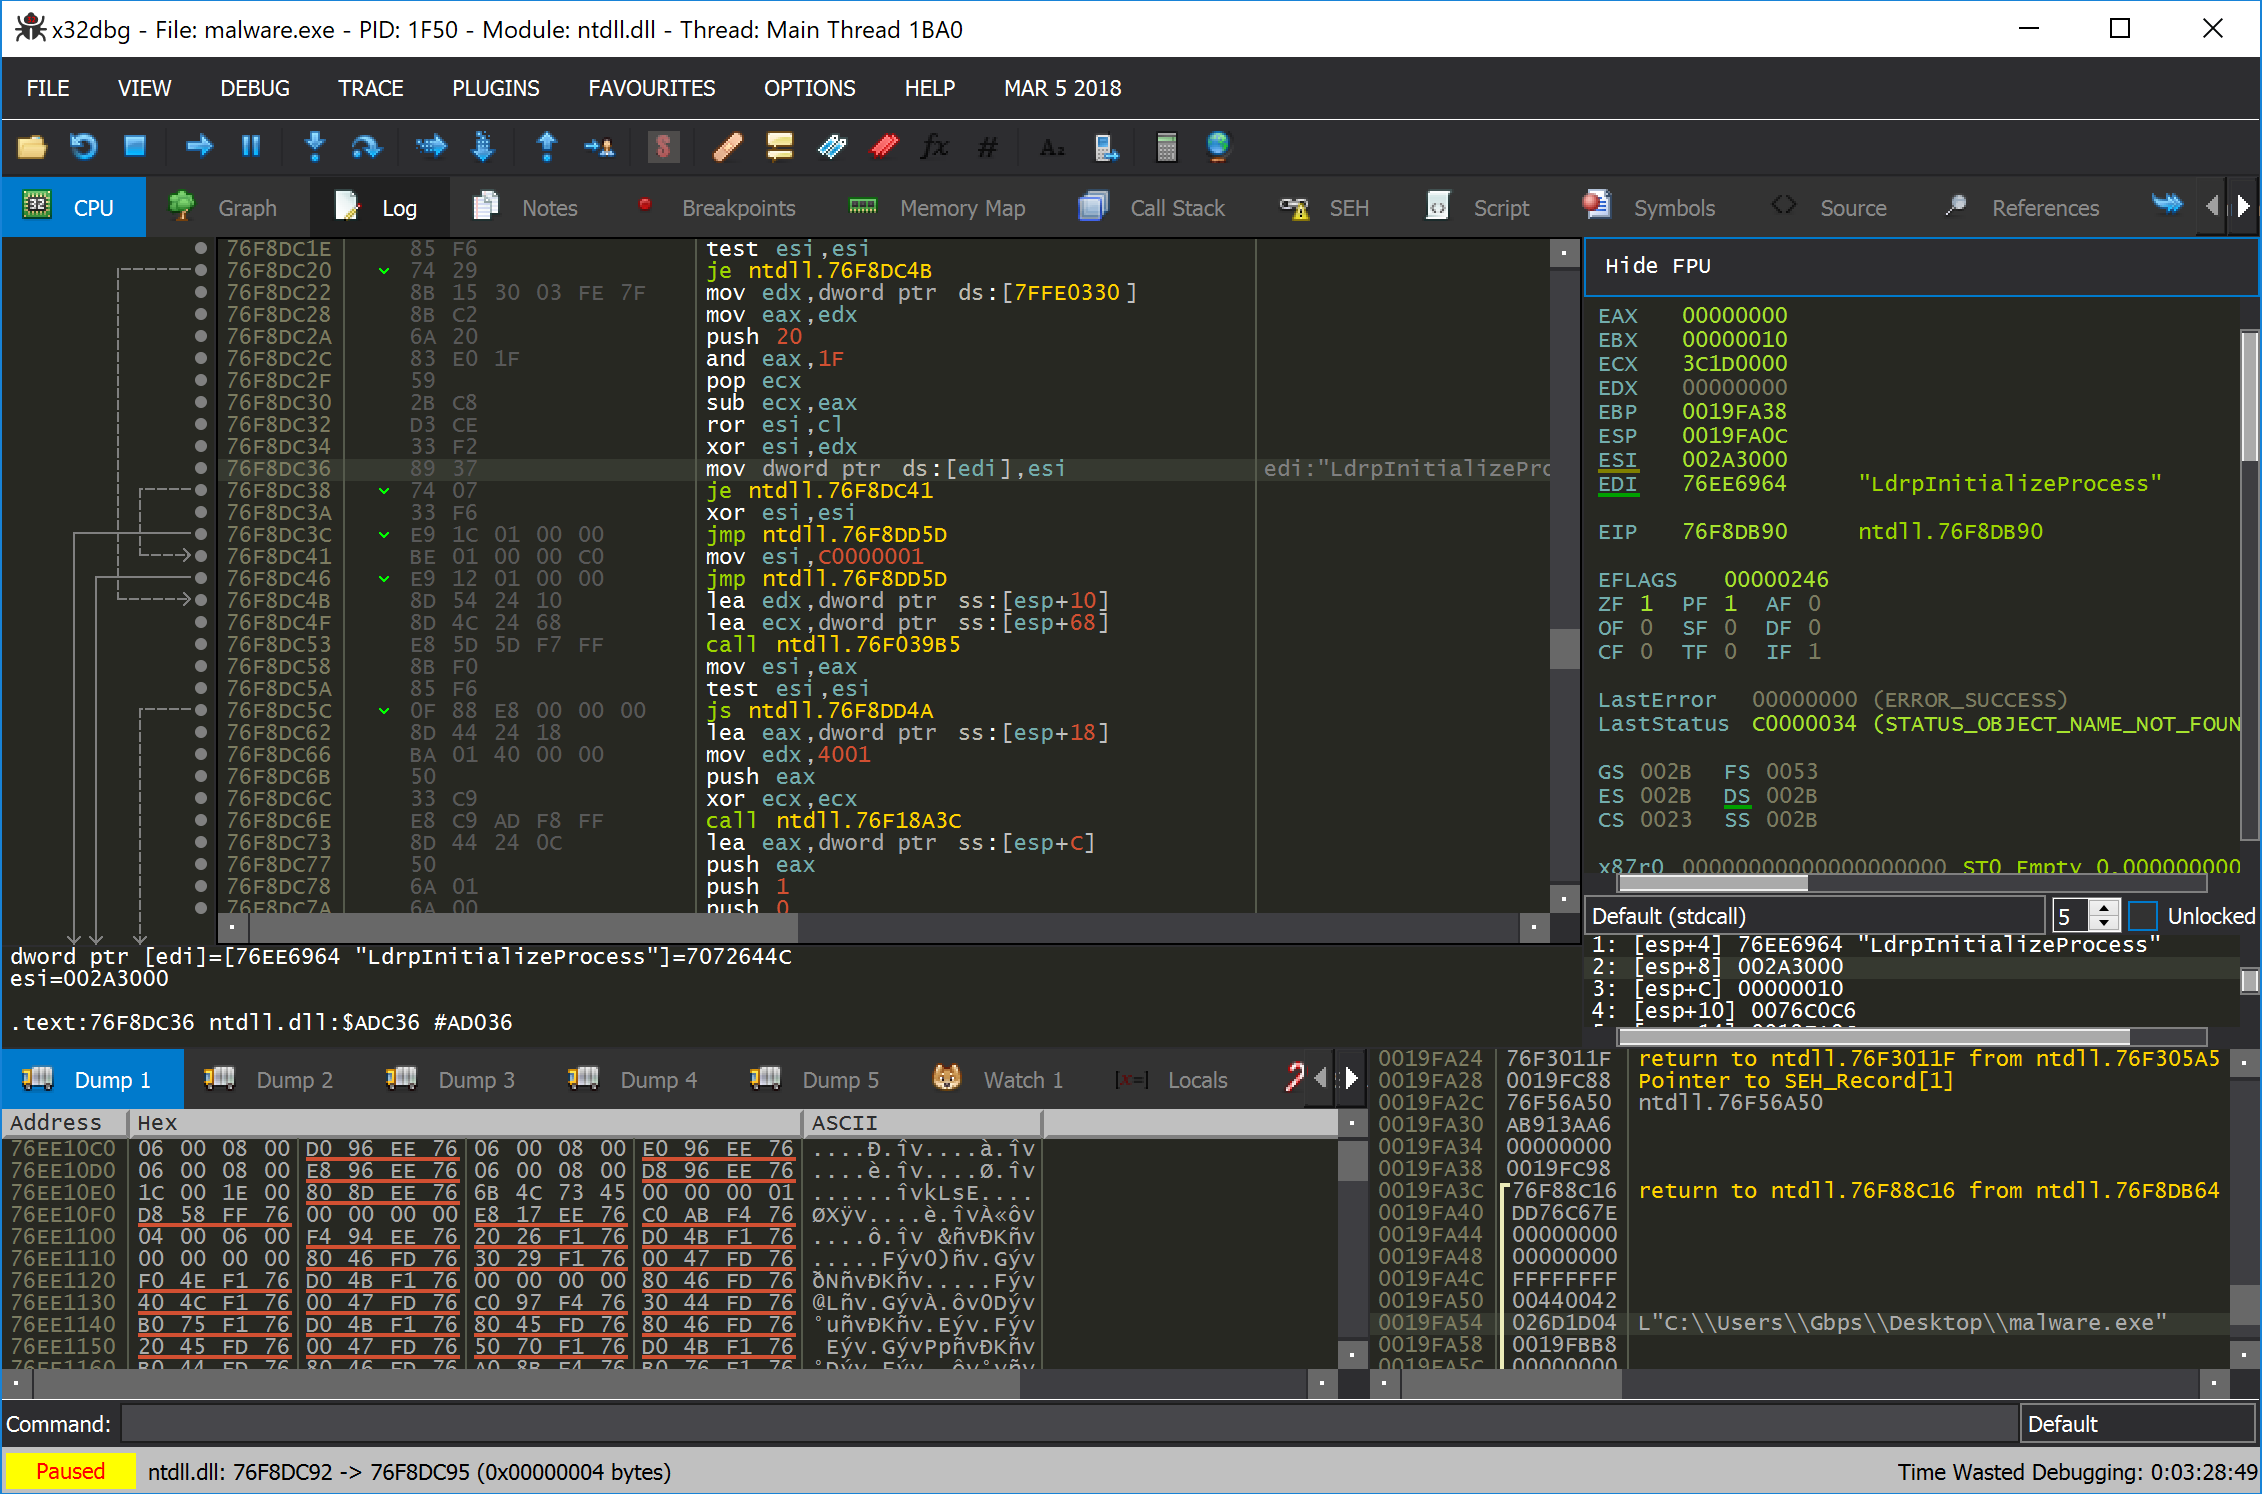 x32dbg - File: malware.exe - PID: 1F50 - Module: ntdll.dll - Thread: Main Thread 1BA0
FILE VIEW DEBUG TRACE PLUGINS FAVOURITES OPTIONS HELP MAR 5 2018
CPU Graph Log Notes Breakpoints Memory Map Call Stack SEH Script Symbols Source References
76F8DC1E 85 F6 test esi,esi
76F8DC20 74 29 je ntdll.76F8DC4B
76F8DC22 8B 15 30 03 FE 7F mov edx,dword ptr ds:[7FFE0330]
76F8DC28 8B C2 mov eax,edx
76F8DC2A 6A 20 push 20
76F8DC2C 83 E0 1F and eax,1F
76F8DC2F 59 pop ecx
76F8DC30 2B C8 sub ecx,eax
76F8DC32 D3 CE ror esi,cl
76F8DC34 33 F2 xor esi,edx
76F8DC36 89 37 mov dword ptr ds:[edi],esi edi:"LdrpInitializePro
76F8DC38 74 07 je ntdll.76F8DC41
76F8DC3A 33 F6 xor esi,esi
76F8DC3C E9 1C 01 00 00 jmp ntdll.76F8DD5D
76F8DC41 BE 01 00 00 C0 mov esi,C0000001
76F8DC46 E9 12 01 00 00 jmp ntdll.76F8DD5D
76F8DC4B 8D 54 24 10 lea edx,dword ptr ss:[esp+10]
76F8DC4F 8D 4C 24 68 lea ecx,dword ptr ss:[esp+68]
76F8DC53 E8 5D 5D F7 FF call ntdll.76F039B5
76F8DC58 8B F0 mov esi,eax
76F8DC5A 85 F6 test esi,esi
76F8DC5C 0F 88 E8 00 00 00 js ntdll.76F8DD4A
76F8DC62 8D 44 24 18 lea eax,dword ptr ss:[esp+18]
76F8DC66 BA 01 40 00 00 mov edx,4001
76F8DC6B 50 push eax
76F8DC6C 33 C9 xor ecx,ecx
76F8DC6E E8 C9 AD F8 FF call ntdll.76F18A3C
76F8DC73 8D 44 24 0C lea eax,dword ptr ss:[esp+C]
76F8DC77 50 push eax
76F8DC78 6A 01 push 1
76F8DC7A 6A 00 push 0
Hide FPU
EAX 00000000
EBX 00000010
ECX 3C1D0000
EDX 00000000
EBP 0019FA38
ESP 0019FA0C
ESI 002A3000
EDI 76EE6964 "LdrpInitializeProcess"
EIP 76F8DB90 ntdll.76F8DB90
EFLAGS 00000246
ZF 1 PF 1 AF 0
OF 0 SF 0 DF 0
CF 0 TF 0 IF 1
LastError 00000000 (ERROR_SUCCESS)
LastStatus C0000034 (STATUS_OBJECT_NAME_NOT_FOUN
GS 002B FS 0053
ES 002B DS 002B
CS 0023 SS 002B
x87r0 00000000000000000000 ST0 Empty 0.000000000
Default (stdcall) 5 Unlocked
1: [esp+4] 76EE6964 "LdrpInitializeProcess"
2: [esp+8] 002A3000
3: [esp+C] 00000010
4: [esp+10] 0076C0C6
dword ptr [edi]=[76EE6964 "LdrpInitializeProcess"]=7072644C
esi=002A3000
.text:76F8DC36 ntdll.dll:$ADC36 #AD036
Dump 1 Dump 2 Dump 3 Dump 4 Dump 5 Watch 1 [x=] Locals
Address Hex ASCII
76EE10C0 06 00 08 00 D0 96 EE 76 06 00 08 00 E0 96 EE 76 ....Ð.îv....à.îv
76EE10D0 06 00 08 00 E8 96 EE 76 06 00 08 00 D8 96 EE 76 ....è.îv....Ø.îv
76EE10E0 1C 00 1E 00 80 8D EE 76 6B 4C 73 45 00 00 00 01 ......îvkLsE....
76EE10F0 D8 58 FF 76 00 00 00 00 E8 17 EE 76 C0 AB F4 76 ØXÿv....è.îvÀ«ôv
76EE1100 04 00 06 00 F4 94 EE 76 20 26 F1 76 D0 4B F1 76 ....ô.îv &ñvÐKñv
76EE1110 00 00 00 00 80 46 FD 76 30 29 F1 76 00 47 FD 76 .....Fýv0)ñv.Gýv
76EE1120 F0 4E F1 76 D0 4B F1 76 00 00 00 00 80 46 FD 76 ðNñvÐKñv.....Fýv
76EE1130 40 4C F1 76 00 47 FD 76 C0 97 F4 76 30 44 FD 76 @Lñv.GývÀ.ôv0Dýv
76EE1140 B0 75 F1 76 D0 4B F1 76 80 45 FD 76 80 46 FD 76 °uñvÐKñv.Eýv.Fýv
76EE1150 20 45 FD 76 00 47 FD 76 50 70 F1 76 D0 4B F1 76  Eýv.GývPpñvÐKñv
76EE1160 B0 44 FD 76 80 46 FD 76 A0 8B F4 76 B0 76 F1 76 °Dýv.Fýv .ôv°vñv
0019FA24 76F3011F return to ntdll.76F3011F from ntdll.76F305A5
0019FA28 0019FC88 Pointer to SEH_Record[1]
0019FA2C 76F56A50 ntdll.76F56A50
0019FA30 AB913AA6
0019FA34 00000000
0019FA38 0019FC98
0019FA3C 76F88C16 return to ntdll.76F88C16 from ntdll.76F8DB64
0019FA40 DD76C67E
0019FA44 00000000
0019FA48 00000000
0019FA4C FFFFFFFF
0019FA50 00440042
0019FA54 026D1D04 L"C:\\Users\\Gbps\\Desktop\\malware.exe"
0019FA58 0019FBB8
0019FA5C 00000000
Command: Default
Paused ntdll.dll: 76F8DC92 -> 76F8DC95 (0x00000004 bytes) Time Wasted Debugging: 0:03:28:49